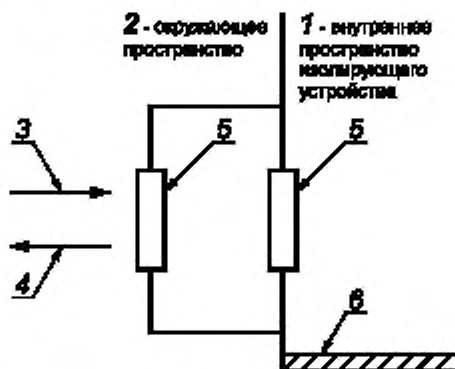 2 - окружающее
пространство
1 - внутреннее
пространство
изолирующего
устройства
3
5
5
4
6